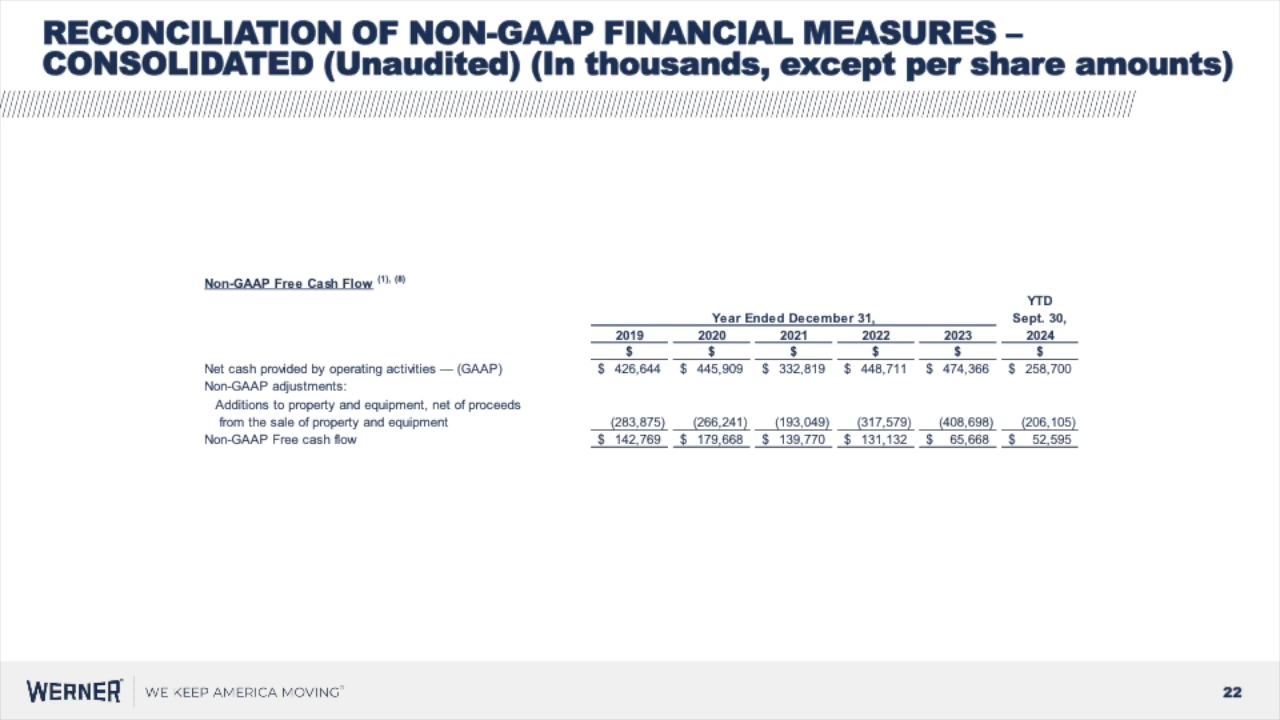 RECONCILIATION OF NON-GAAP FINANCIAL MEASURES –
CONSOLIDATED (Unaudited) (In thousands, except per share amounts)
Non-GAAP Free Cash Flow (1), (8)
YTD
Year Ended December 31, Sept. 30,
2019 2020 2021 2022 2023 2024
$ $ $ $ $ $
Net cash provided by operating activities — (GAAP) $ 426,644 $ 445,909 $ 332,819 $ 448,711 $ 474,366 $ 258,700
Non-GAAP adjustments:
Additions to property and equipment, net of proceeds
from the sale of property and equipment (283,875) (266,241) (193,049) (317,579) (408,698) (206,105)
Non-GAAP Free cash flow $ 142,769 $ 179,668 $ 139,770 $ 131,132 $ 65,668 $ 52,595
WERNER® WE KEEP AMERICA MOVING℠ 22